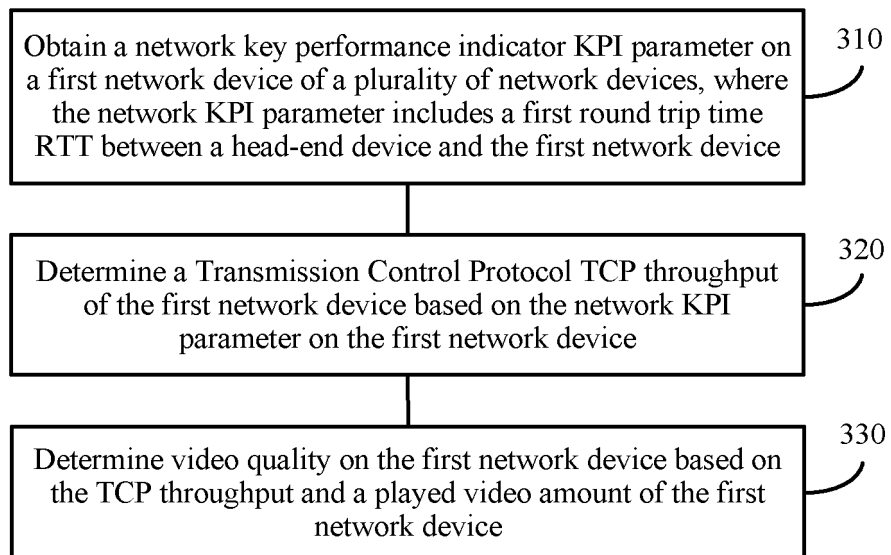 Obtain a network key performance indicator KPI parameter on
a first network device of a plurality of network devices, where
the network KPI parameter includes a first round trip time
RTT between a head-end device and the first network device
310
Determine a Transmission Control Protocol TCP throughput
of the first network device based on the network KPI
parameter on the first network device
320
Determine video quality on the first network device based on
the TCP throughput and a played video amount of the first
network device
330